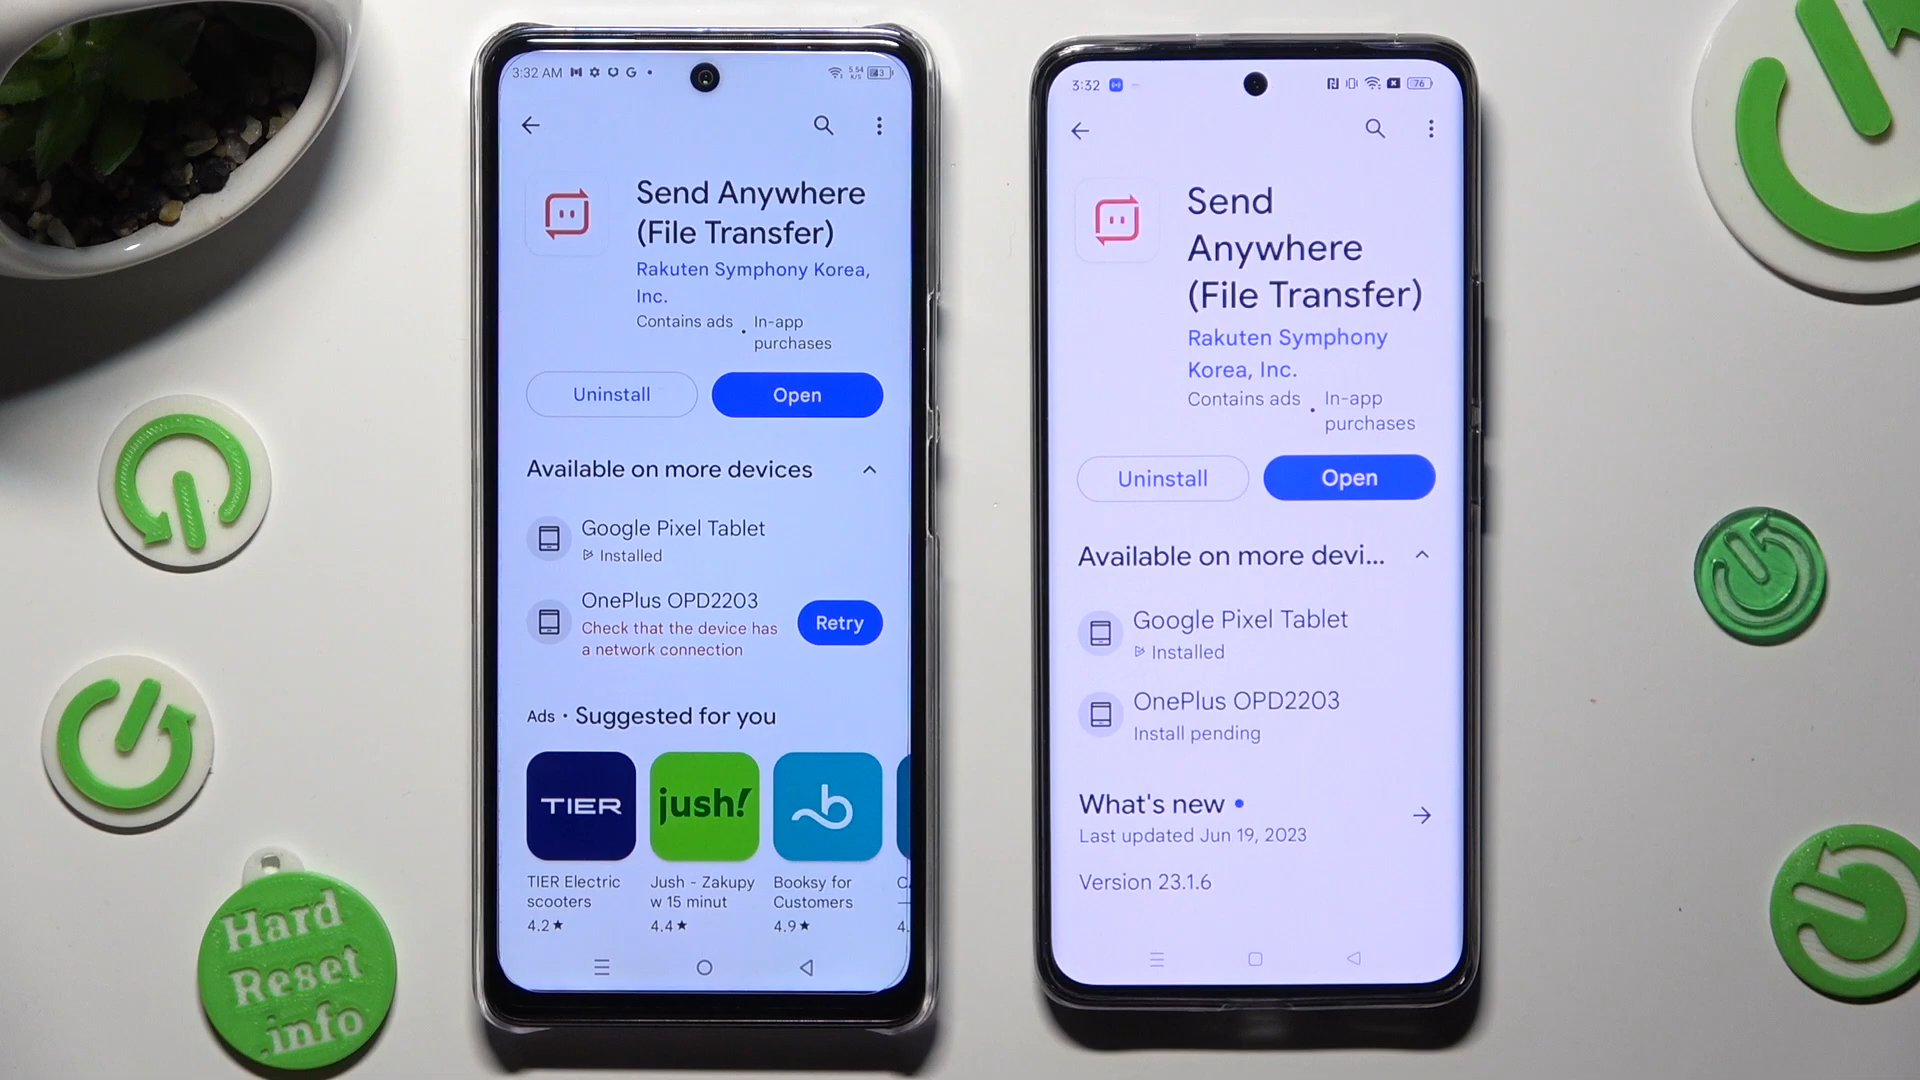 3:32 AM
5.54
K/S
Send Anywhere
(File Transfer)
Rakuten Symphony Korea,
Inc.
Contains ads • In-app
purchases
Uninstall
Open
Available on more devices
Google Pixel Tablet
Installed
OnePlus OPD2203
Check that the device has
a network connection
Retry
Ads • Suggested for you
TIER
jush!
b
TIER Electric
scooters
4.2★
Jush - Zakupy
w 15 minut
4.4★
Booksy for
Customers
4.9★
4.
3:32
76
Send
Anywhere
(File Transfer)
Rakuten Symphony
Korea, Inc.
Contains ads • In-app
purchases
Uninstall
Open
Available on more devi...
Google Pixel Tablet
Installed
OnePlus OPD2203
Install pending
What's new •
Last updated Jun 19, 2023
Version 23.1.6
Hard
Reset
.info